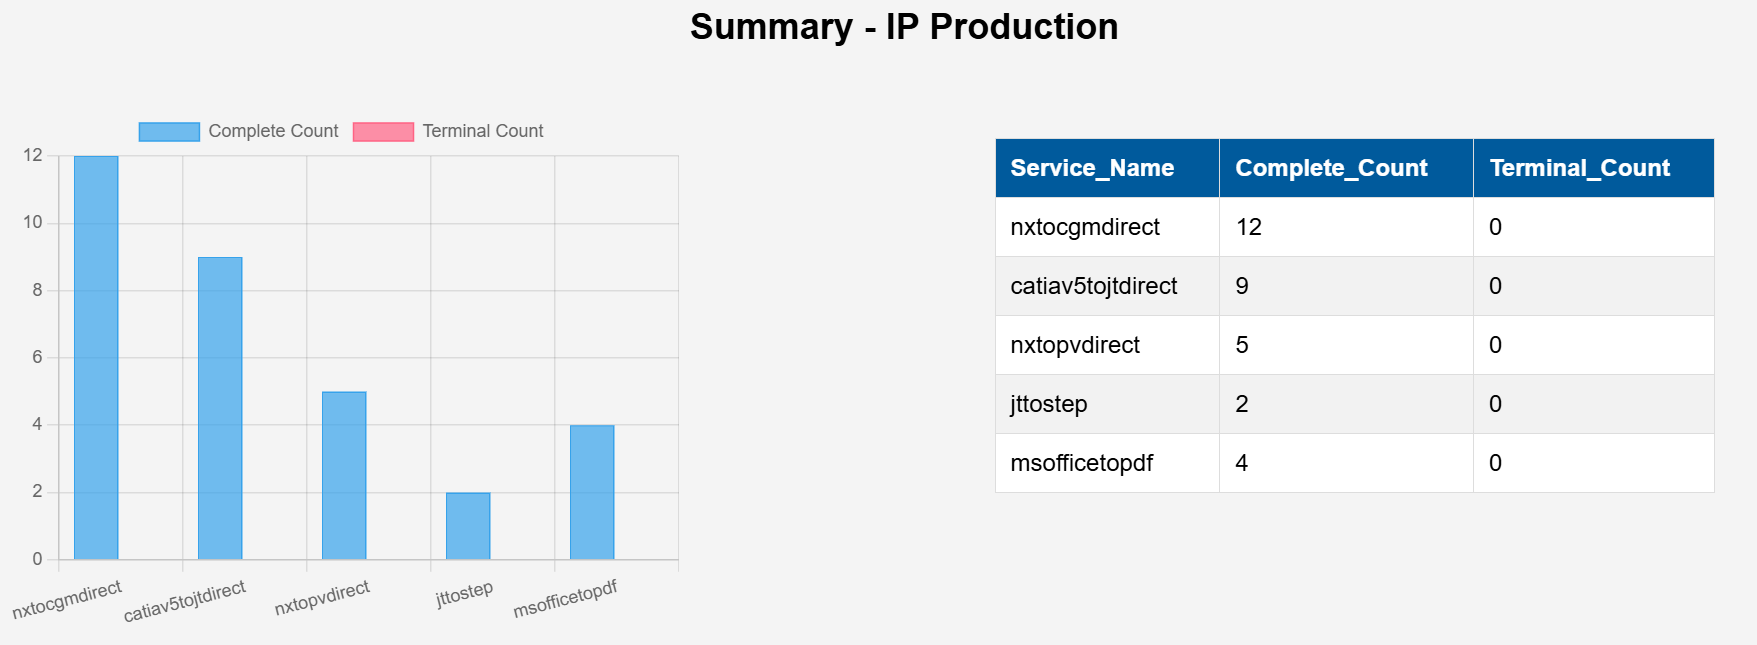 Summary - IP Production
Complete Count Terminal Count
12
10
8
6
4
2
0
nxtocgmdirect catiav5tojtdirect nxtopvdirect jttostep msofficetopdf
Service_Name Complete_Count Terminal_Count
nxtocgmdirect 12 0
catiav5tojtdirect 9 0
nxtopvdirect 5 0
jttostep 2 0
msofficetopdf 4 0